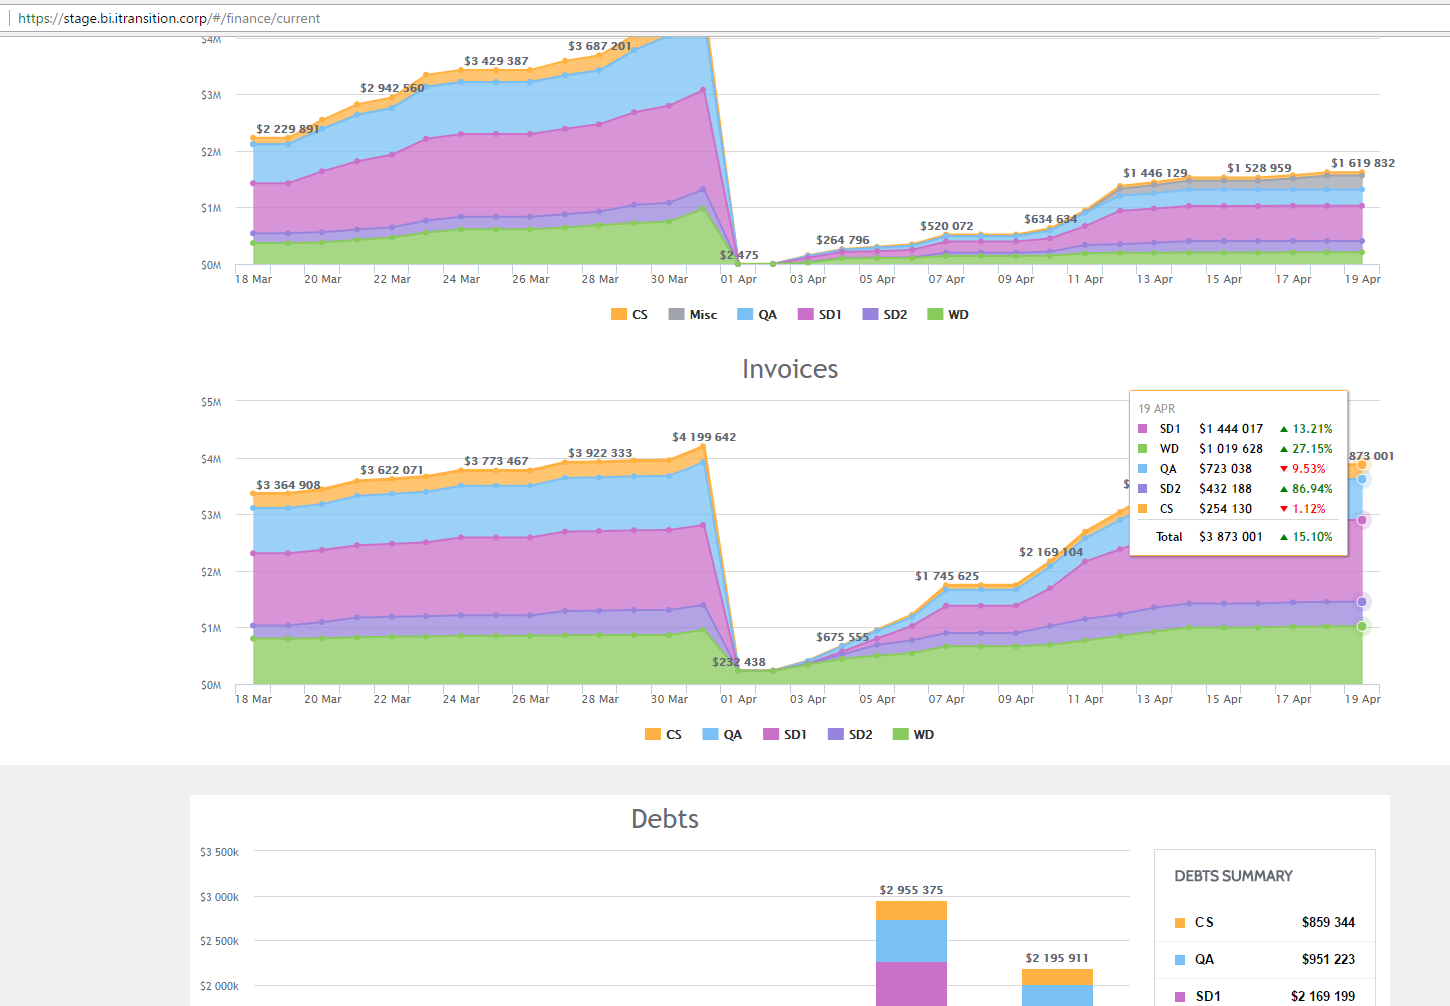 https://stage.bi.itransition.corp/#/finance/current
$4M
$3 687 201
$3 429 387
$2 942 560
$3M
$2 229 891
$2M
$1 619 832
$1 528 959
$1 446 129
$1M
$634 634
$520 072
$264 796
$2 475
$0M
18 Mar 20 Mar 22 Mar 24 Mar 26 Mar 28 Mar 30 Mar 01 Apr 03 Apr 05 Apr 07 Apr 09 Apr 11 Apr 13 Apr 15 Apr 17 Apr 19 Apr
CS Misc QA SD1 SD2 WD
Invoices
$5M
19 APR
SD1 $1 444 017 ▲ 13.21%
WD $1 019 628 ▲ 27.15%
QA $723 038 ▼ 9.53%
SD2 $432 188 ▲ 86.94%
CS $254 130 ▼ 1.12%
Total $3 873 001 ▲ 15.10%
$4 199 642
$3 922 333
873 001
$4M
$3 773 467
$3 622 071
$3 364 908
$
$3M
$2M
$2 169 104
$1 745 625
$1M
$675 555
$232 438
$0M
18 Mar 20 Mar 22 Mar 24 Mar 26 Mar 28 Mar 30 Mar 01 Apr 03 Apr 05 Apr 07 Apr 09 Apr 11 Apr 13 Apr 15 Apr 17 Apr 19 Apr
CS QA SD1 SD2 WD
Debts
$3 500k
$3 000k
$2 955 375
$2 500k
$2 195 911
$2 000k
DEBTS SUMMARY
CS $859 344
QA $951 223
SD1 $2 169 199